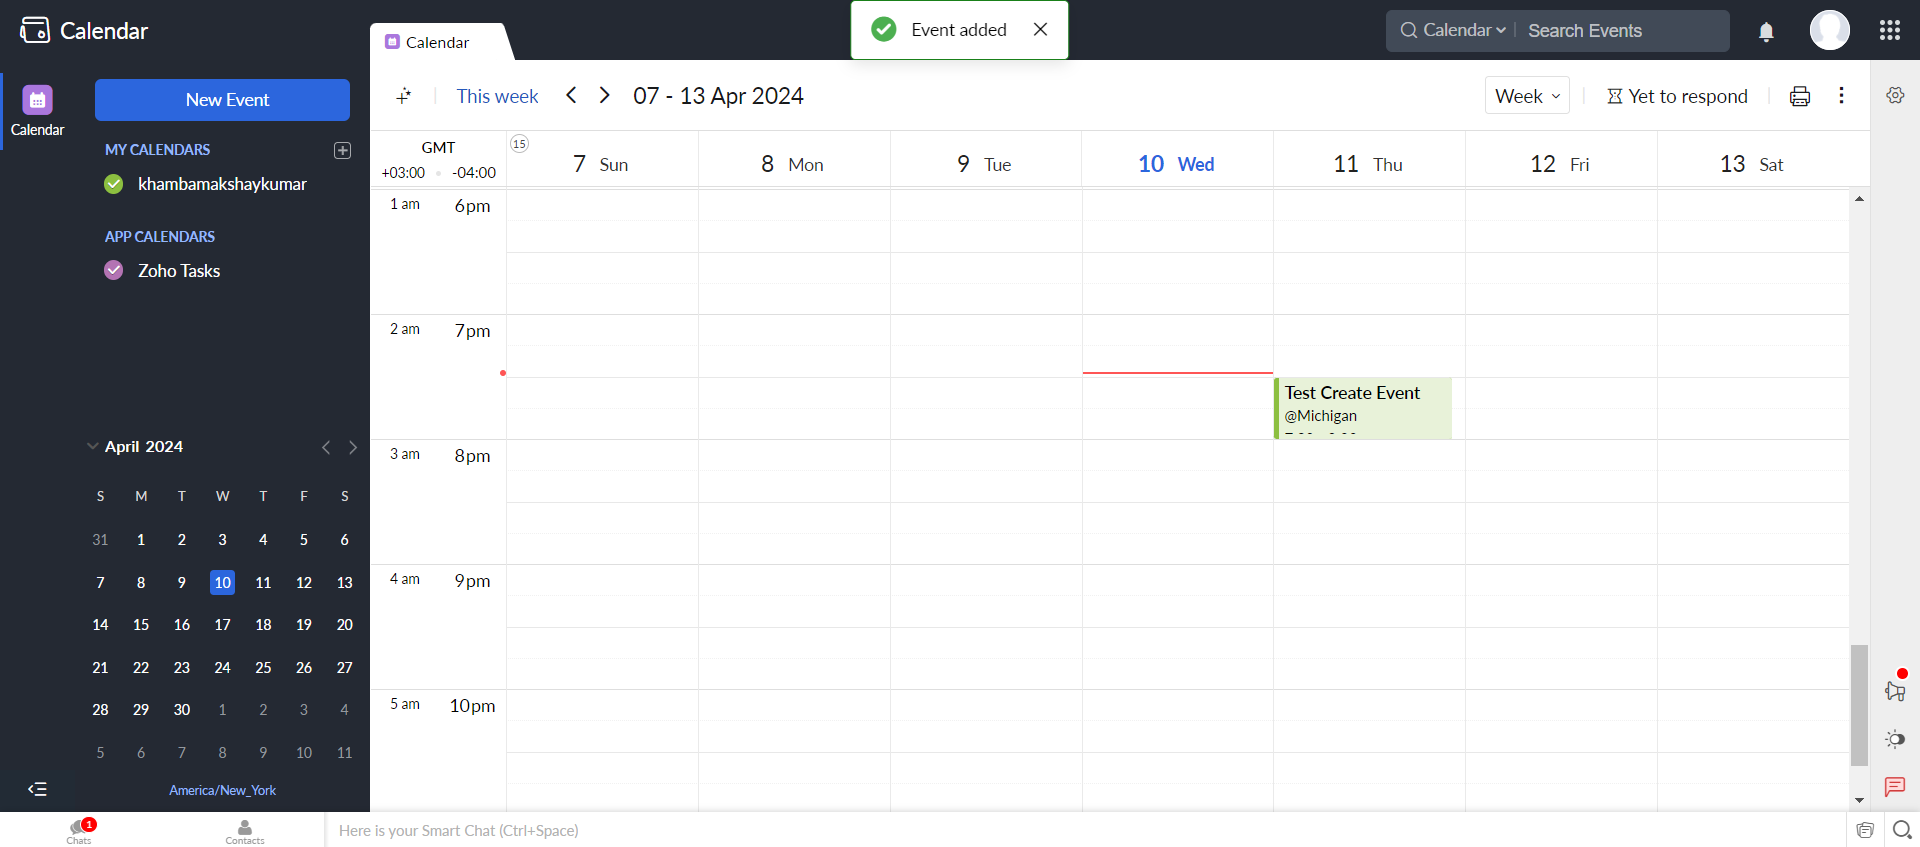 Calendar
Calendar
Event added
Calendar
Search Events
Calendar
New Event
MY CALENDARS
khambamakshaykumar
APP CALENDARS
Zoho Tasks
This week
07 - 13 Apr 2024
Week
Yet to respond
GMT
+03:00
-04:00
15
7 Sun
8 Mon
9 Tue
10 Wed
11 Thu
12 Fri
13 Sat
1 am 6pm
2 am 7pm
Test Create Event
@Michigan
3 am 8pm
4 am 9pm
5 am 10pm
April 2024
S M T W T F S
31 1 2 3 4 5 6
7 8 9 10 11 12 13
14 15 16 17 18 19 20
21 22 23 24 25 26 27
28 29 30 1 2 3 4
5 6 7 8 9 10 11
America/New_York
1
Chats
Contacts
Here is your Smart Chat (Ctrl+Space)